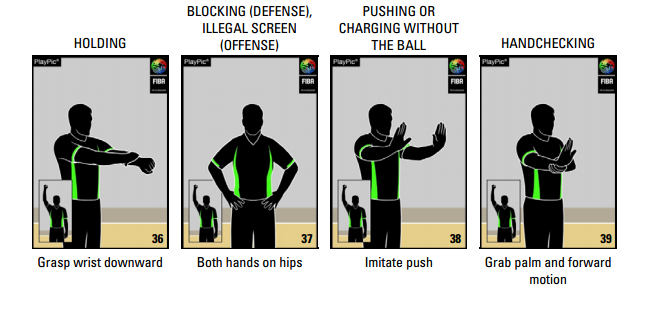 HOLDING
BLOCKING (DEFENSE),
ILLEGAL SCREEN
(OFFENSE)
PUSHING OR
CHARGING WITHOUT
THE BALL
HANDCHECKING
PlayPic®
FIBA
36
PlayPic®
FIBA
37
PlayPic®
FIBA
38
PlayPic®
FIBA
39
Grasp wrist downward
Both hands on hips
Imitate push
Grab palm and forward
motion